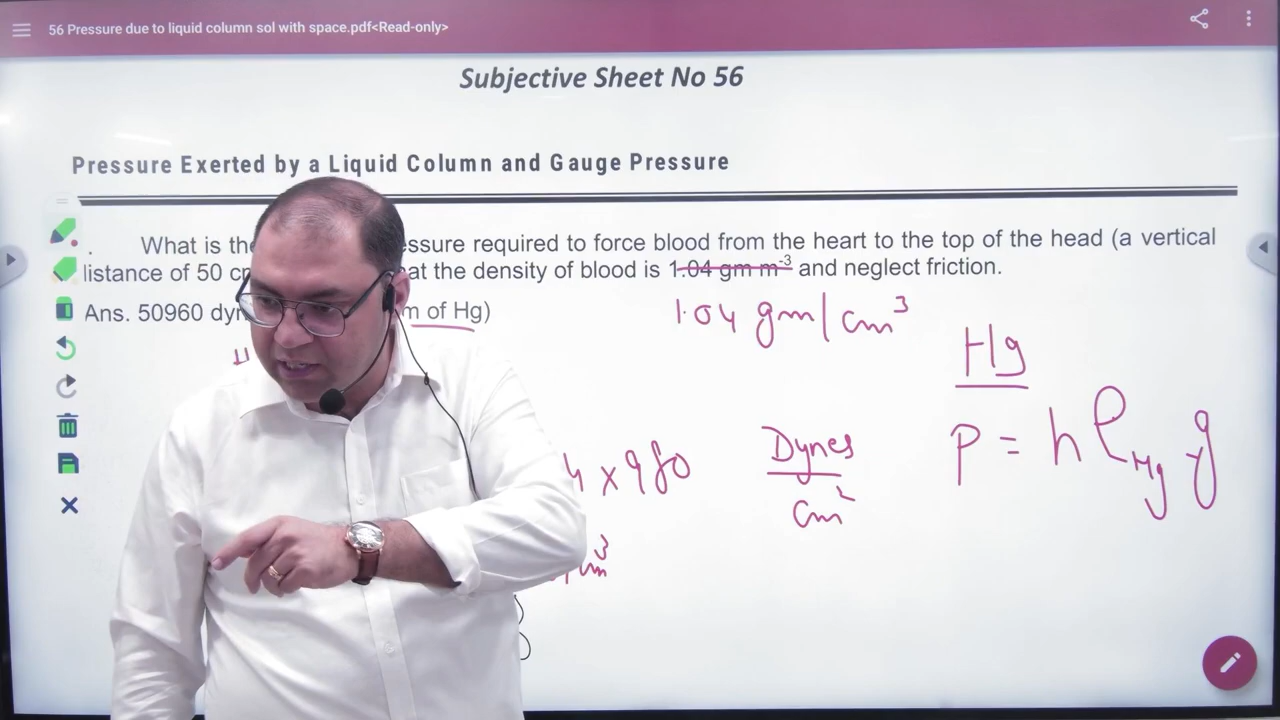 56 Pressure due to liquid column sol with space.pdf<Read-only>
Subjective Sheet No 56
Pressure Exerted by a Liquid Column and Gauge Pressure
. What is the ssure required to force blood from the heart to the top of the head (a vertical
listance of 50 at the density of blood is 1.04 gm m-3 and neglect friction.
Ans. 50960 m of Hg)
1.04 gm/cm3
Hg
P = hρHg g
x 980
Dynes
cm2